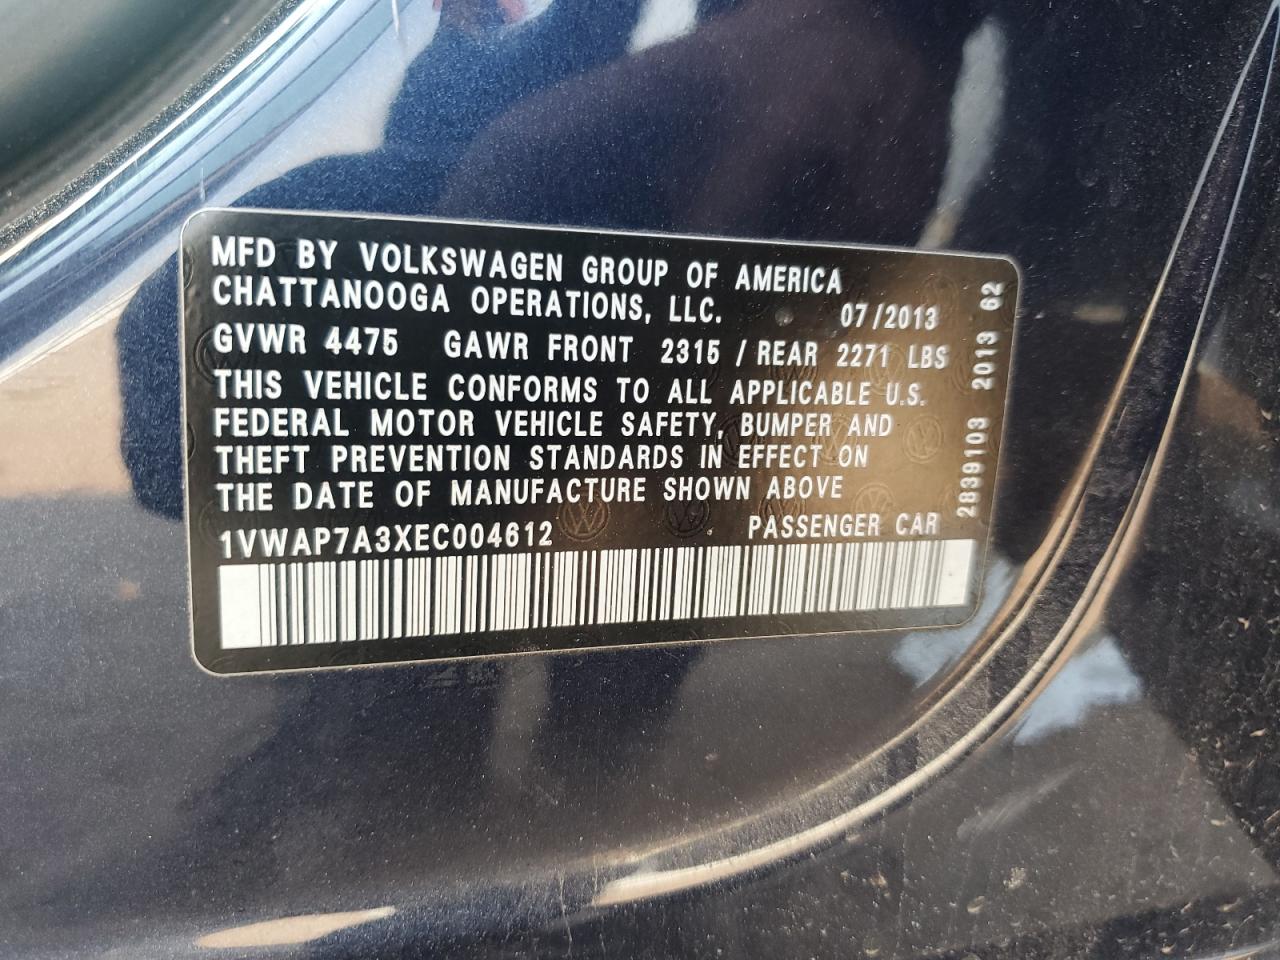 MFD BY VOLKSWAGEN GROUP OF AMERICA
CHATTANOOGA OPERATIONS, LLC.
07/2013
GVWR 4475 GAWR FRONT 2315 / REAR 2271 LBS
THIS VEHICLE CONFORMS TO ALL APPLICABLE U.S.
FEDERAL MOTOR VEHICLE SAFETY, BUMPER AND
THEFT PREVENTION STANDARDS IN EFFECT ON
THE DATE OF MANUFACTURE SHOWN ABOVE
1VWAP7A3XEC004612 PASSENGER CAR
2839103 2013 62